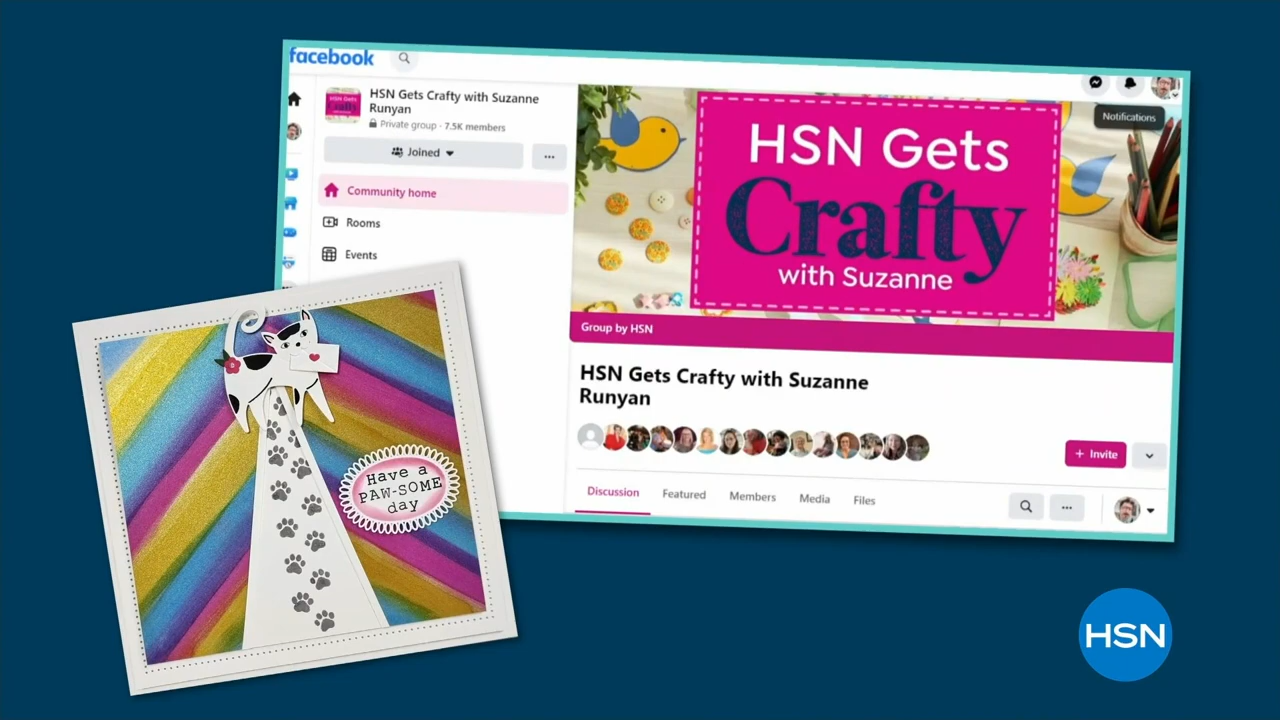 facebook
HSN Gets Crafty with Suzanne
Runyan
Private group · 7.5K members
Joined
Community home
Rooms
Events
Notifications
HSN Gets
Crafty
with Suzanne
Group by HSN
HSN Gets Crafty with Suzanne
Runyan
+ Invite
Discussion
Featured
Members
Media
Files
Have a
PAW-SOME
day
HSN